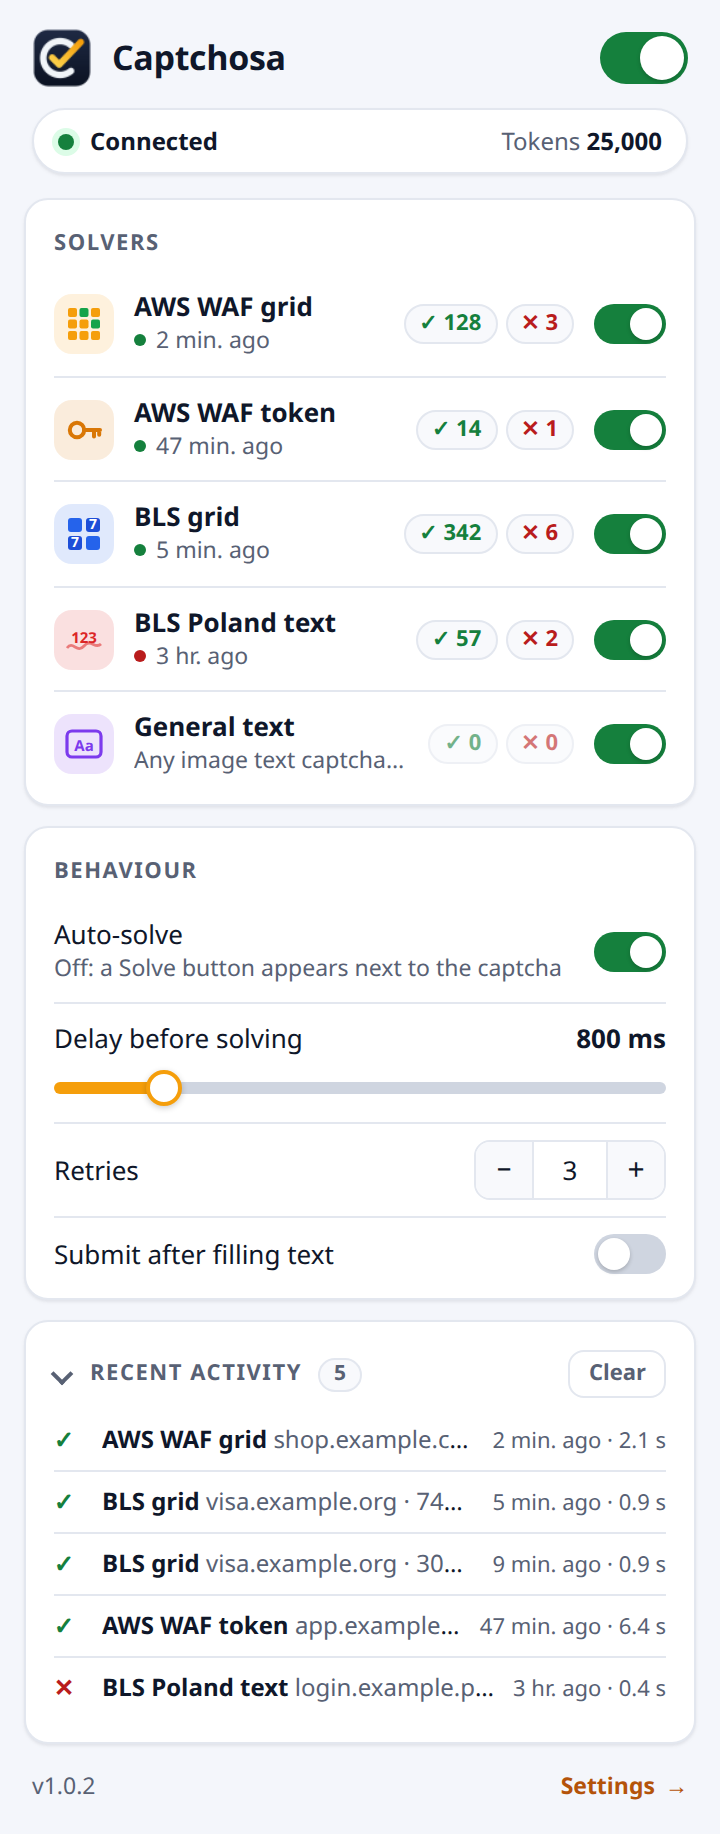 Captchosa
Connected
Tokens 25,000
SOLVERS
AWS WAF grid
2 min. ago
✓ 128 ✕ 3
AWS WAF token
47 min. ago
✓ 14 ✕ 1
7
7
BLS grid
5 min. ago
✓ 342 ✕ 6
123
BLS Poland text
3 hr. ago
✓ 57 ✕ 2
Aa
General text
Any image text captcha...
✓ 0 ✕ 0
BEHAVIOUR
Auto-solve
Off: a Solve button appears next to the captcha
Delay before solving 800 ms
Retries − 3 +
Submit after filling text
RECENT ACTIVITY 5 Clear
✓ AWS WAF grid shop.example.c... 2 min. ago · 2.1 s
✓ BLS grid visa.example.org · 74... 5 min. ago · 0.9 s
✓ BLS grid visa.example.org · 30... 9 min. ago · 0.9 s
✓ AWS WAF token app.example... 47 min. ago · 6.4 s
✕ BLS Poland text login.example.p... 3 hr. ago · 0.4 s
v1.0.2 Settings →